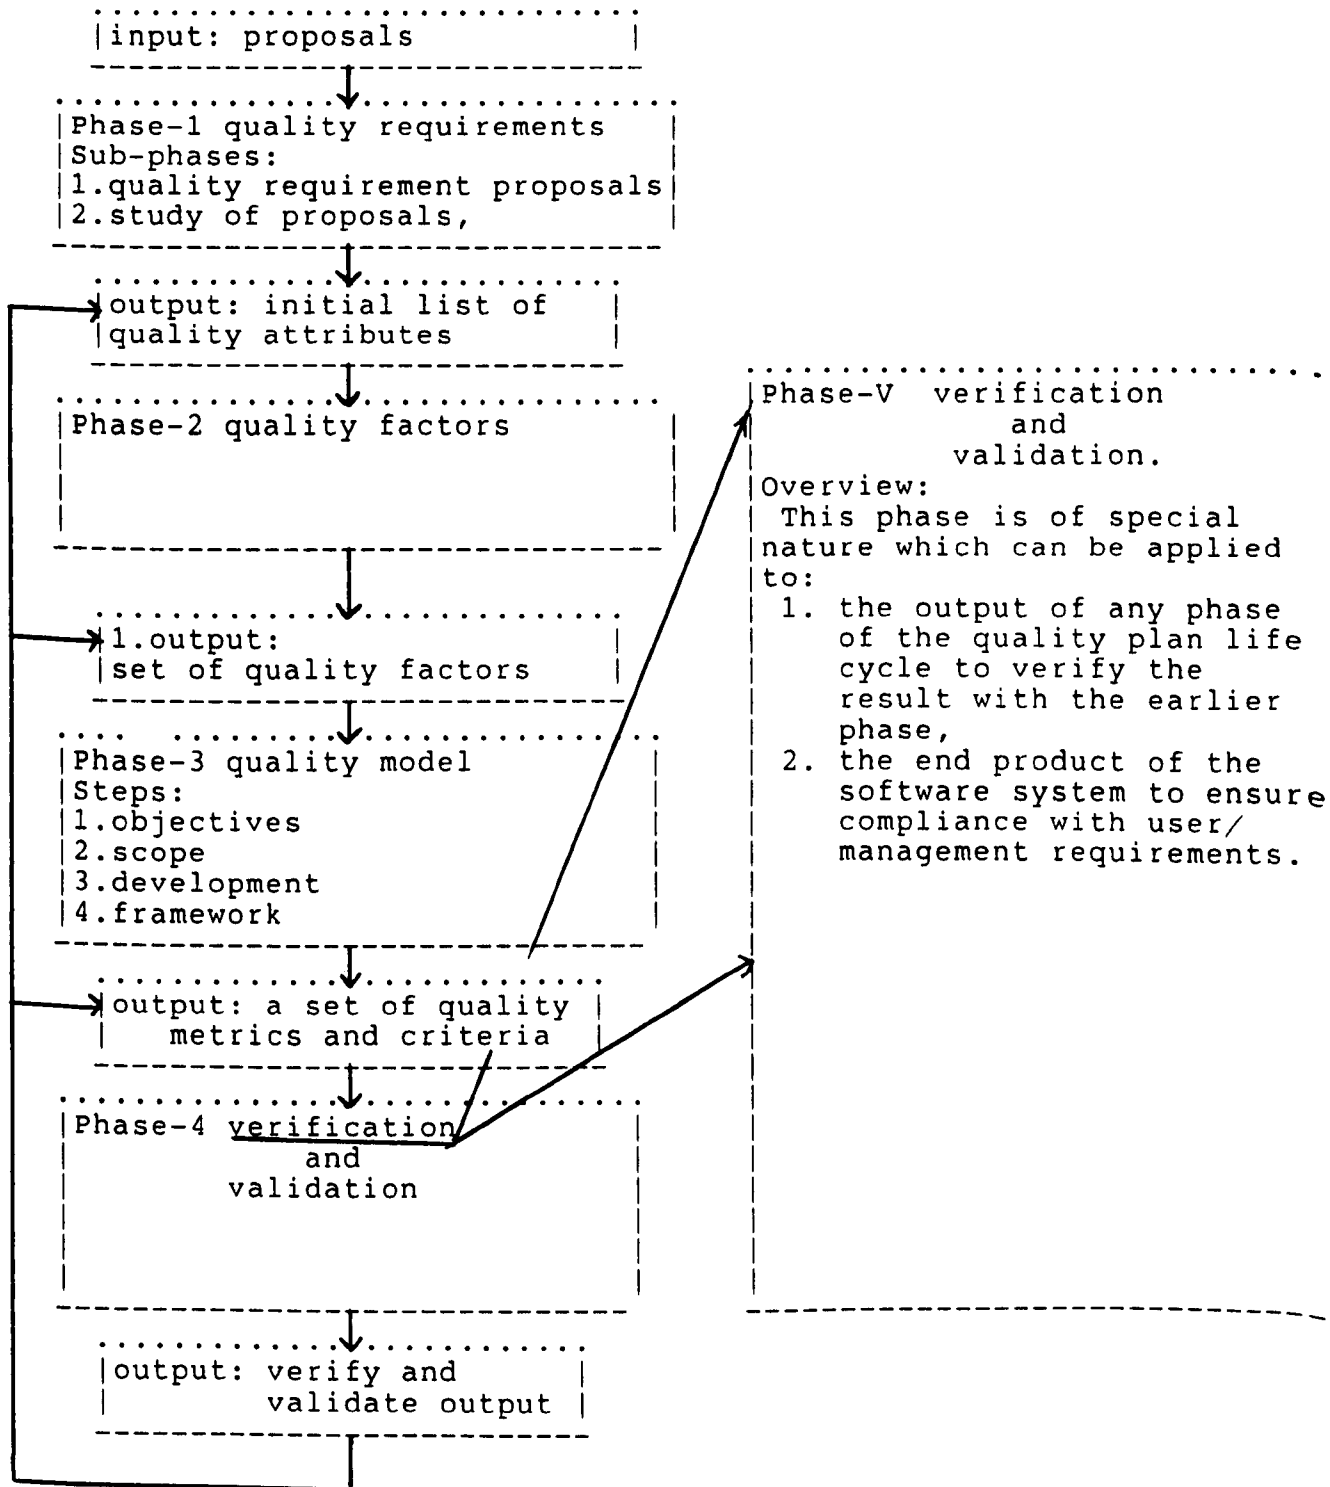 input: proposals
Phase-1 quality requirements
Sub-phases:
1.quality requirement proposals
2.study of proposals,
output: initial list of
quality attributes
Phase-2 quality factors
1.output:
set of quality factors
Phase-3 quality model
Steps:
1.objectives
2.scope
3.development
4.framework
output: a set of quality
metrics and criteria
Phase-4 verification
and
validation
output: verify and
validate output
Phase-V verification
and
validation.
Overview:
This phase is of special
nature which can be applied
to:
1. the output of any phase
of the quality plan life
cycle to verify the
result with the earlier
phase,
2. the end product of the
software system to ensure
compliance with user/
management requirements.